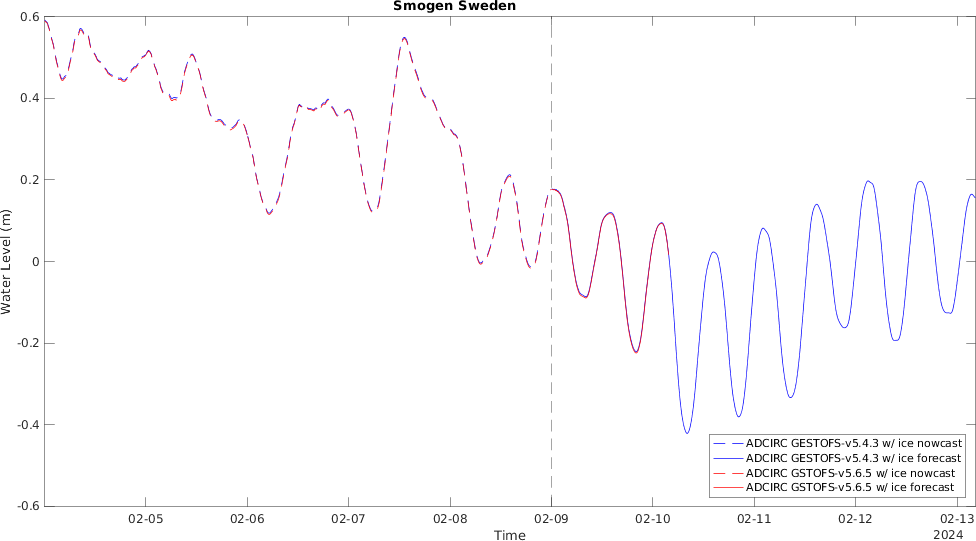 Smogen Sweden
0.6
0.4
0.2
0
-0.2
-0.4
-0.6
Water Level (m)
02-05 02-06 02-07 02-08 02-09 02-10 02-11 02-12 02-13
Time
2024
ADCIRC GESTOFS-v5.4.3 w/ ice nowcast
ADCIRC GESTOFS-v5.4.3 w/ ice forecast
ADCIRC GSTOFS-v5.6.5 w/ ice nowcast
ADCIRC GSTOFS-v5.6.5 w/ ice forecast